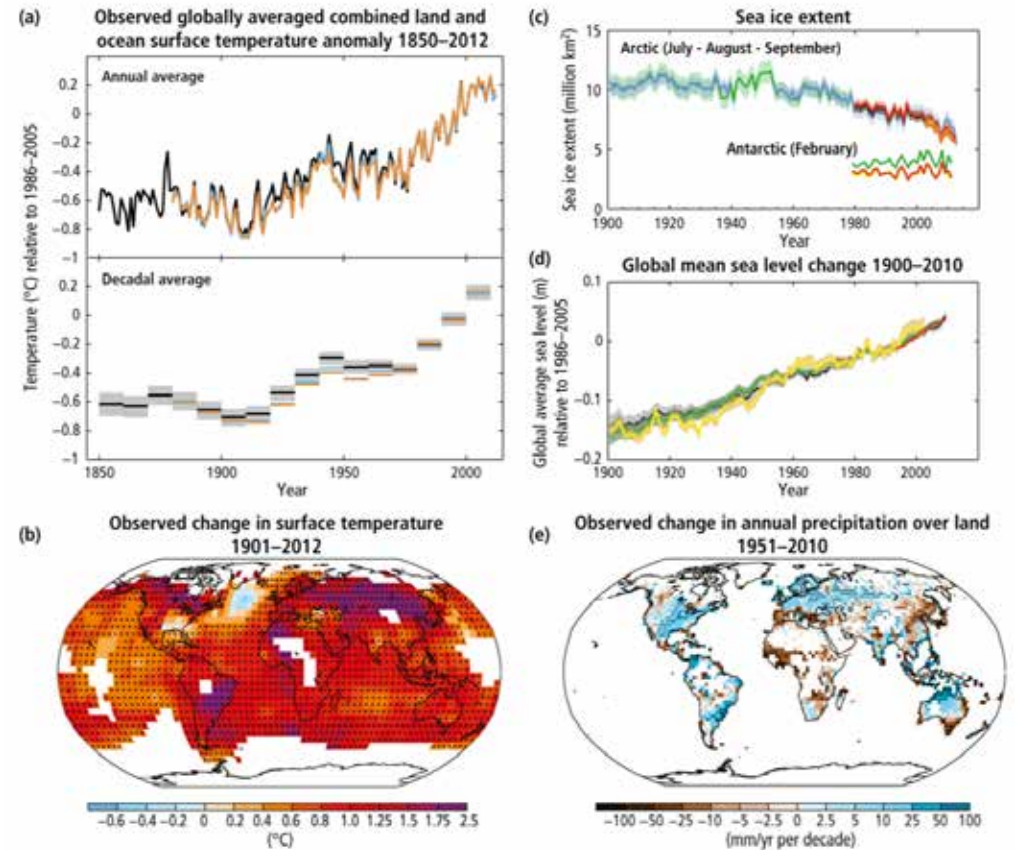 (a)
Observed globally averaged combined land and
ocean surface temperature anomaly 1850–2012
Annual average
0.2
0
−0.2
−0.4
−0.6
−0.8
−1
Decadal average
0.2
0
−0.2
−0.4
−0.6
−0.8
−1
Temperature (°C) relative to 1986–2005
1850
1900
1950
2000
Year
(b)
Observed change in surface temperature
1901–2012
−0.6 −0.4 −0.2 0 0.2 0.4 0.6 0.8 1.0 1.25 1.5 1.75 2.5
(°C)
(c)
Sea ice extent
Arctic (July - August - September)
Antarctic (February)
Sea ice extent (million km²)
15
10
5
0
1900 1920 1940 1960 1980 2000
Year
(d)
Global mean sea level change 1900–2010
Global average sea level (m)
relative to 1986–2005
0.1
0
−0.1
−0.2
1900 1920 1940 1960 1980 2000
Year
(e)
Observed change in annual precipitation over land
1951–2010
−100 −50 −25 −10 −5 −2.5 0 2.5 5 10 25 50 100
(mm/yr per decade)